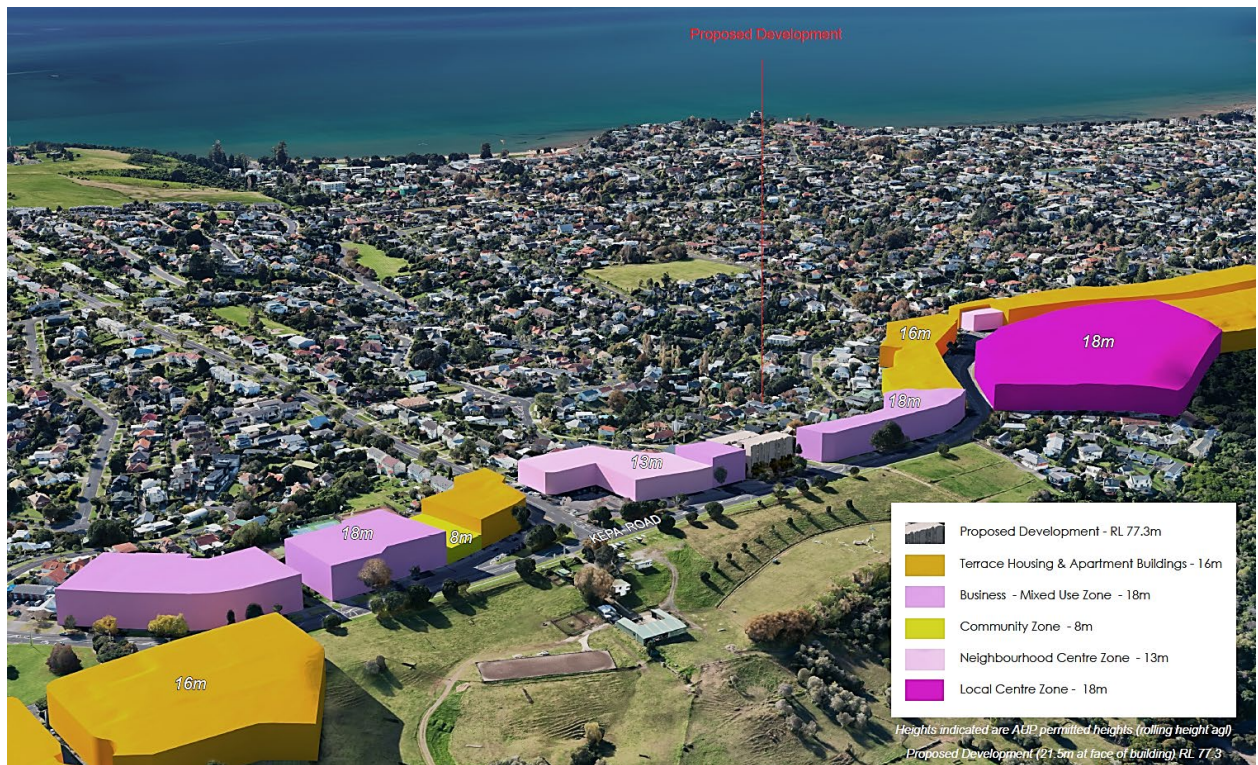 Proposed Development
16m
18m
18m
13m
18m
8m
KEPA ROAD
16m
Proposed Development - RL 77.3m
Terrace Housing & Apartment Buildings - 16m
Business - Mixed Use Zone - 18m
Community Zone - 8m
Neighbourhood Centre Zone - 13m
Local Centre Zone - 18m
Heights indicated are AUP permitted heights (rolling height agl)
Proposed Development (21.5m at face of building) RL 77.3